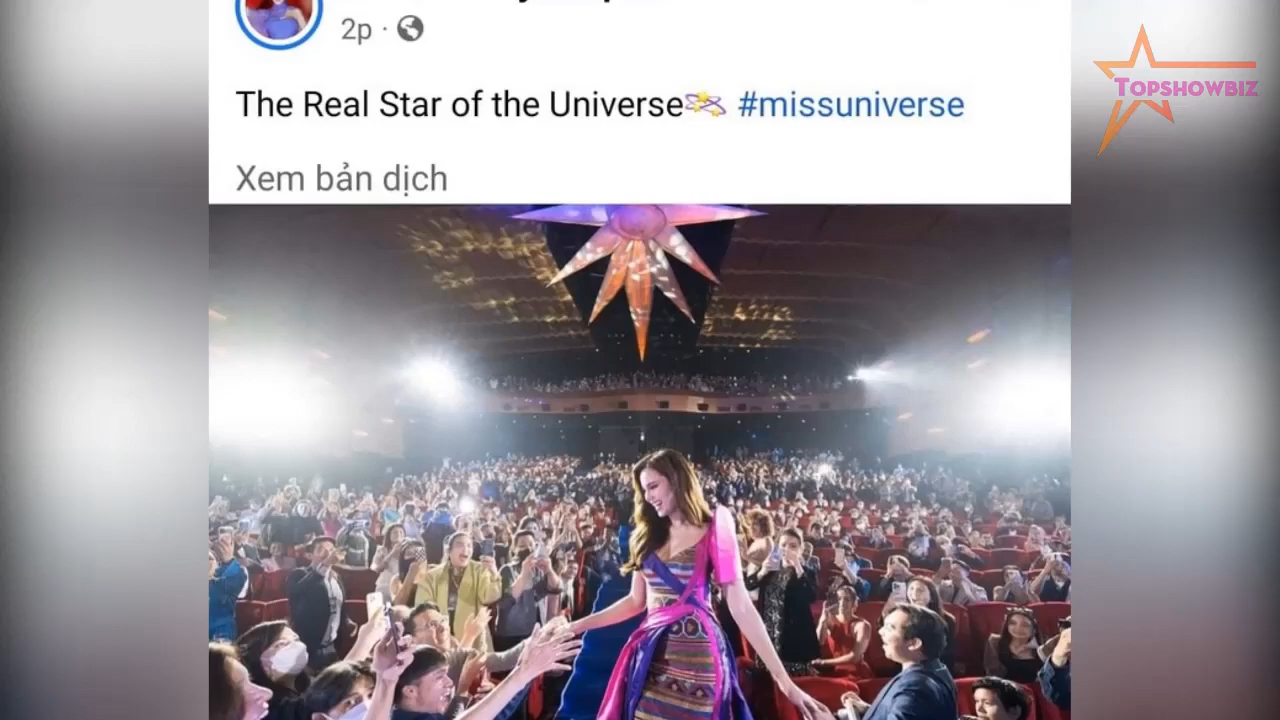 2p ·
The Real Star of the Universe💫 #missuniverse
Xem bản dịch
TOPSHOWBIZ